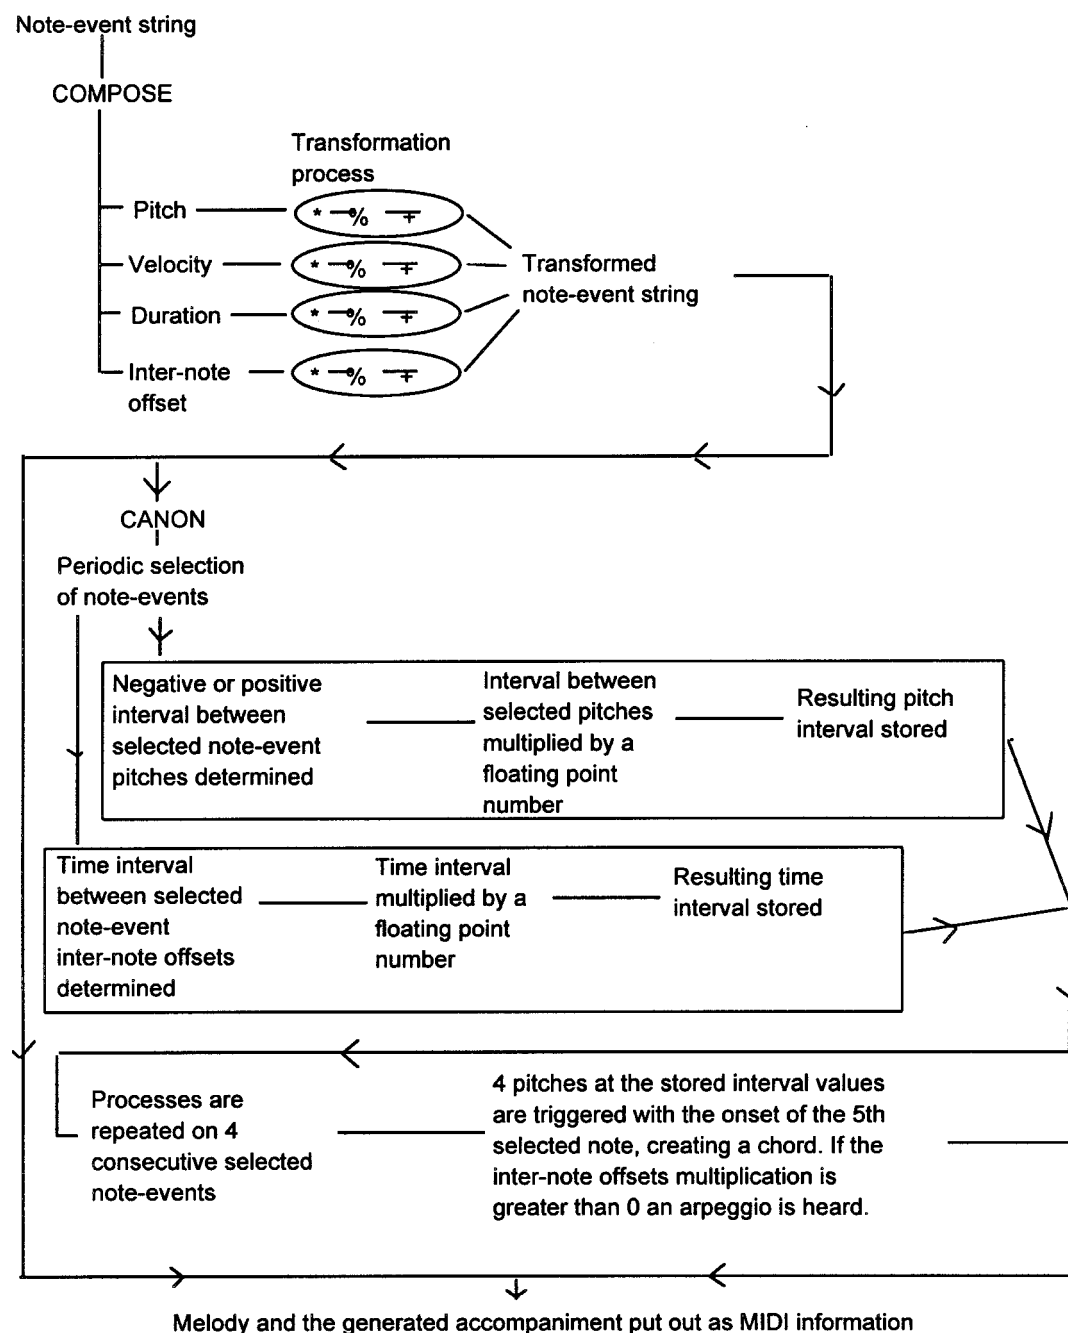 Note-event string
COMPOSE
Transformation
process
Pitch
* % +
Velocity
* % +
Duration
* % +
Inter-note
offset
* % +
Transformed
note-event string
CANON
Periodic selection
of note-events
Negative or positive
interval between
selected note-event
pitches determined
Interval between
selected pitches
multiplied by a
floating point
number
Resulting pitch
interval stored
Time interval
between selected
note-event
inter-note offsets
determined
Time interval
multiplied by a
floating point
number
Resulting time
interval stored
Processes are
repeated on 4
consecutive selected
note-events
4 pitches at the stored interval values
are triggered with the onset of the 5th
selected note, creating a chord. If the
inter-note offsets multiplication is
greater than 0 an arpeggio is heard.
Melody and the generated accompaniment put out as MIDI information